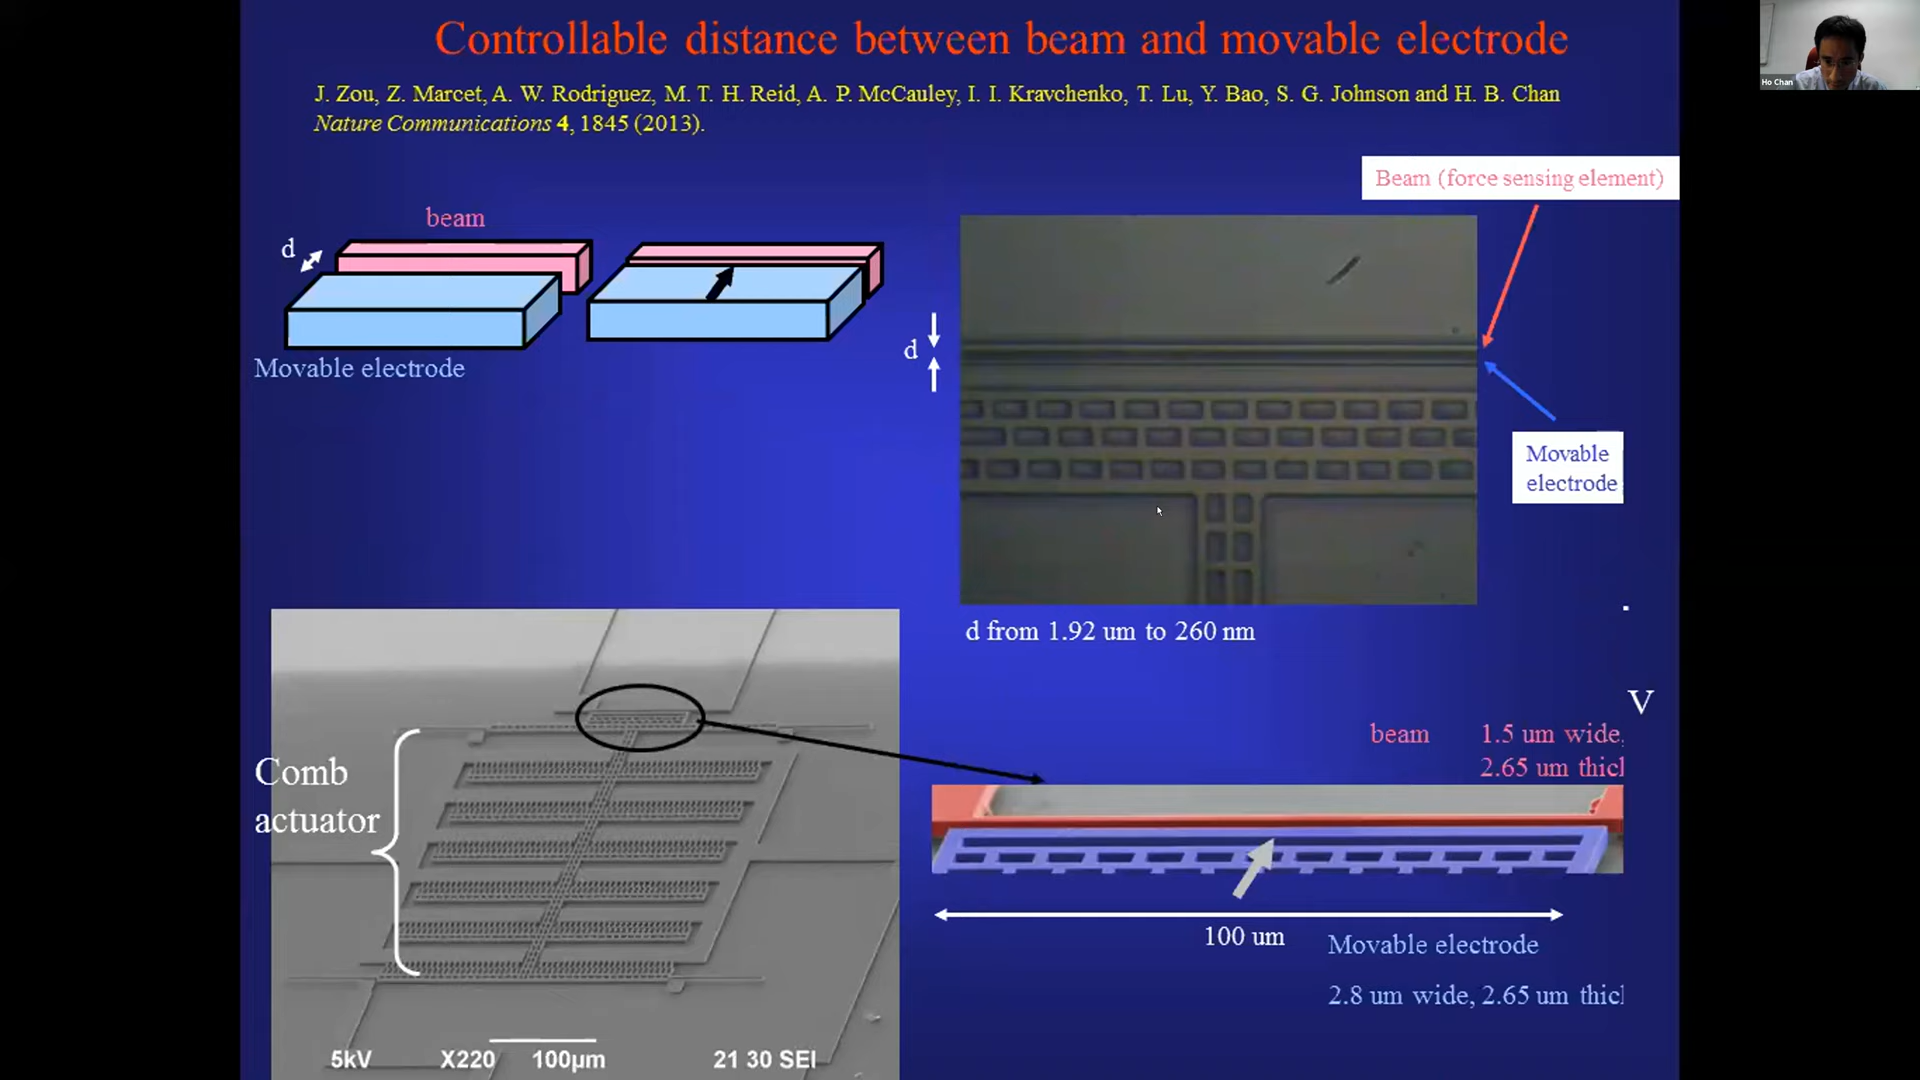 Controllable distance between beam and movable electrode
J. Zou, Z. Marcet, A. W. Rodriguez, M. T. H. Reid, A. P. McCauley, I. I. Kravchenko, T. Lu, Y. Bao, S. G. Johnson and H. B. Chan
Nature Communications 4, 1845 (2013).
Ho Chan
Beam (force sensing element)
beam
d
Movable electrode
d
Movable
electrode
d from 1.92 um to 260 nm
V
beam 1.5 um wide,
2.65 um thicl
Comb
actuator
100 um
Movable electrode
2.8 um wide, 2.65 um thicl
5kV X220 100μm 21 30 SEI